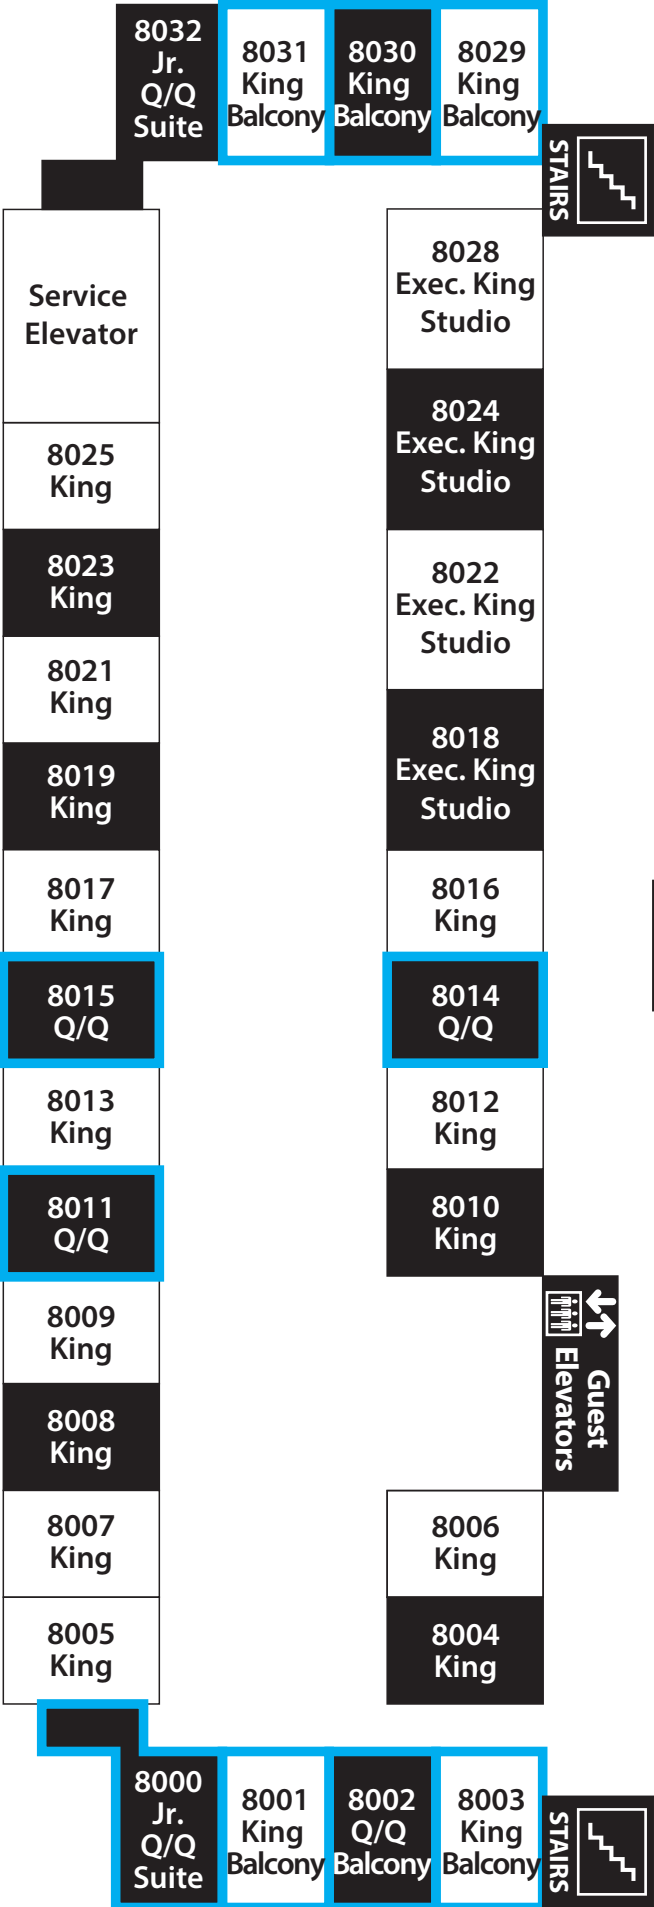 8032
Jr.
Q/Q
Suite
8031
King
Balcony
8030
King
Balcony
8029
King
Balcony
STAIRS
Service
Elevator
8028
Exec. King
Studio
8025
King
8024
Exec. King
Studio
8023
King
8022
Exec. King
Studio
8021
King
8019
King
8018
Exec. King
Studio
8017
King
8016
King
8015
Q/Q
8014
Q/Q
8013
King
8012
King
8011
Q/Q
8010
King
8009
King
Guest
Elevators
8008
King
8007
King
8006
King
8005
King
8004
King
8000
Jr.
Q/Q
Suite
8001
King
Balcony
8002
Q/Q
Balcony
8003
King
Balcony
STAIRS